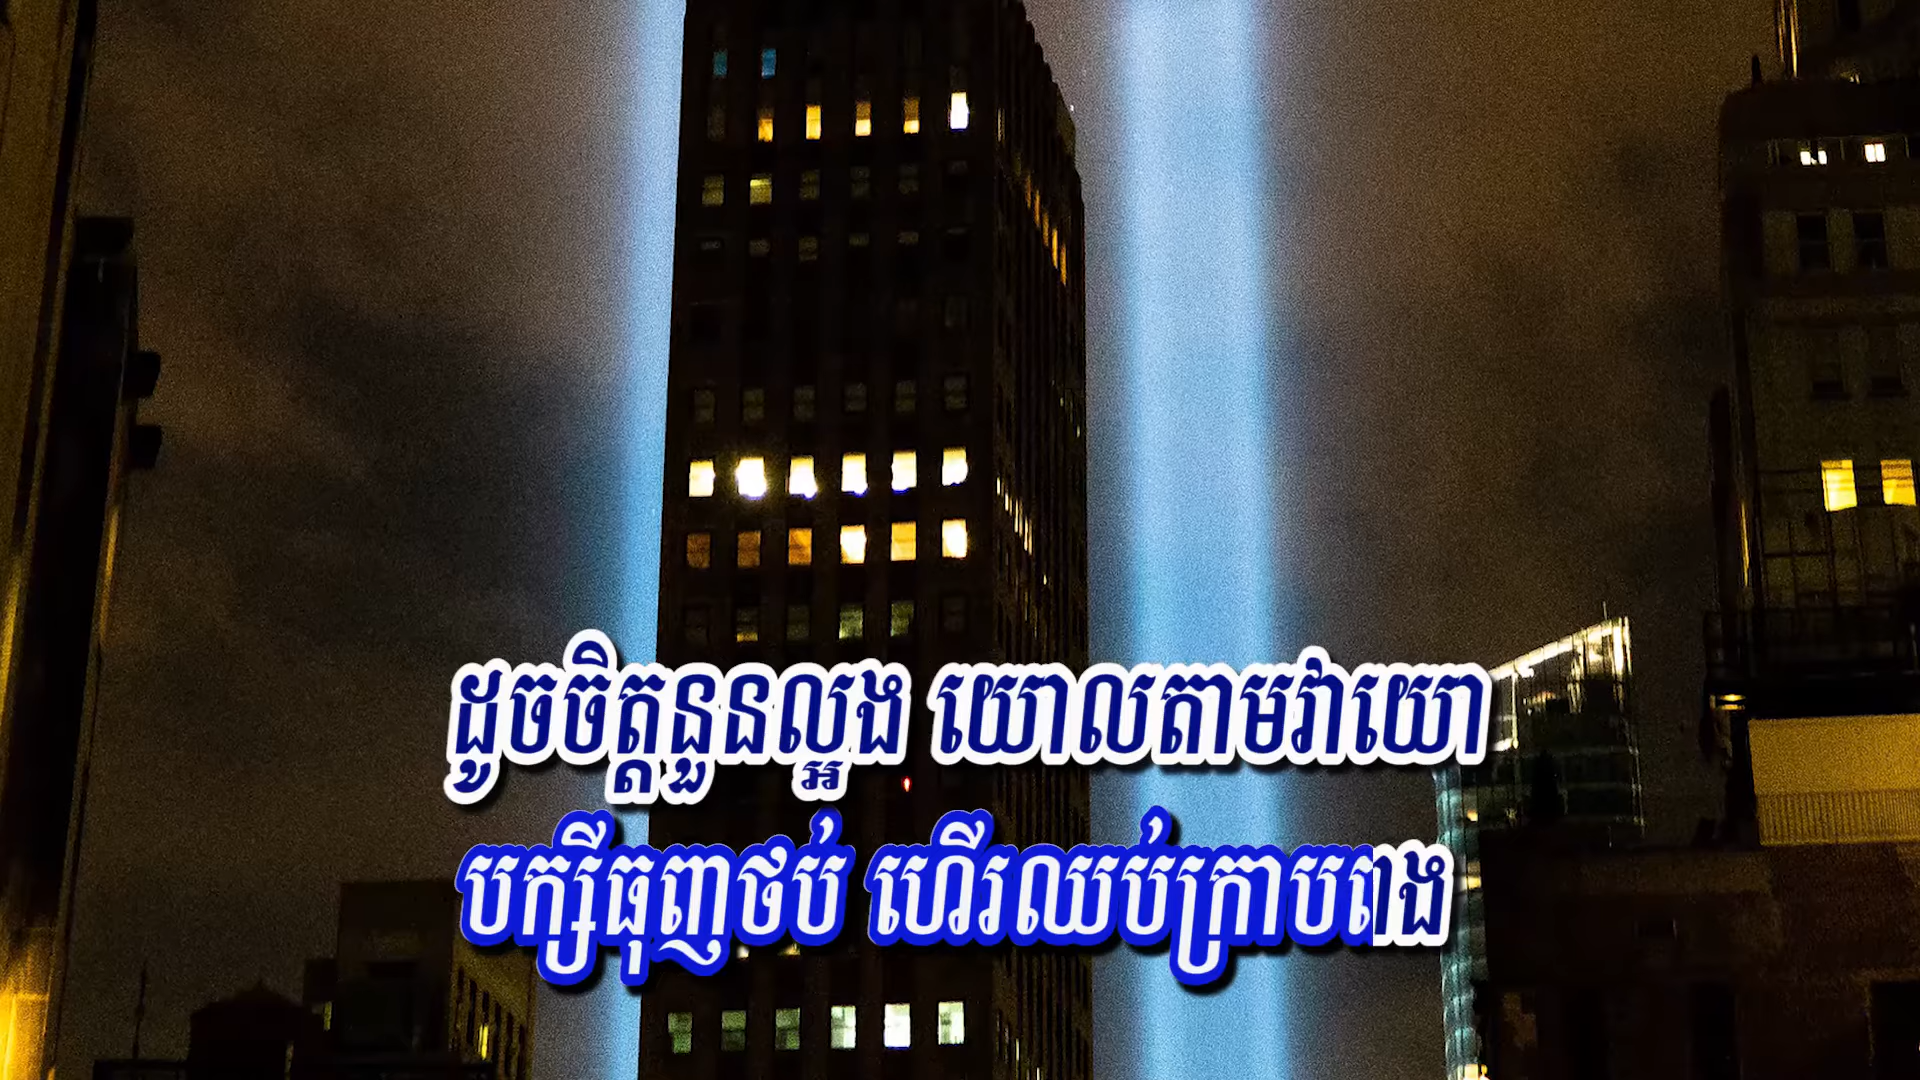 ដូចចិត្តនួនល្អង យោលតាមវាយោ
បក្សីធុញថប់ ហើរឈប់ក្រាបពង